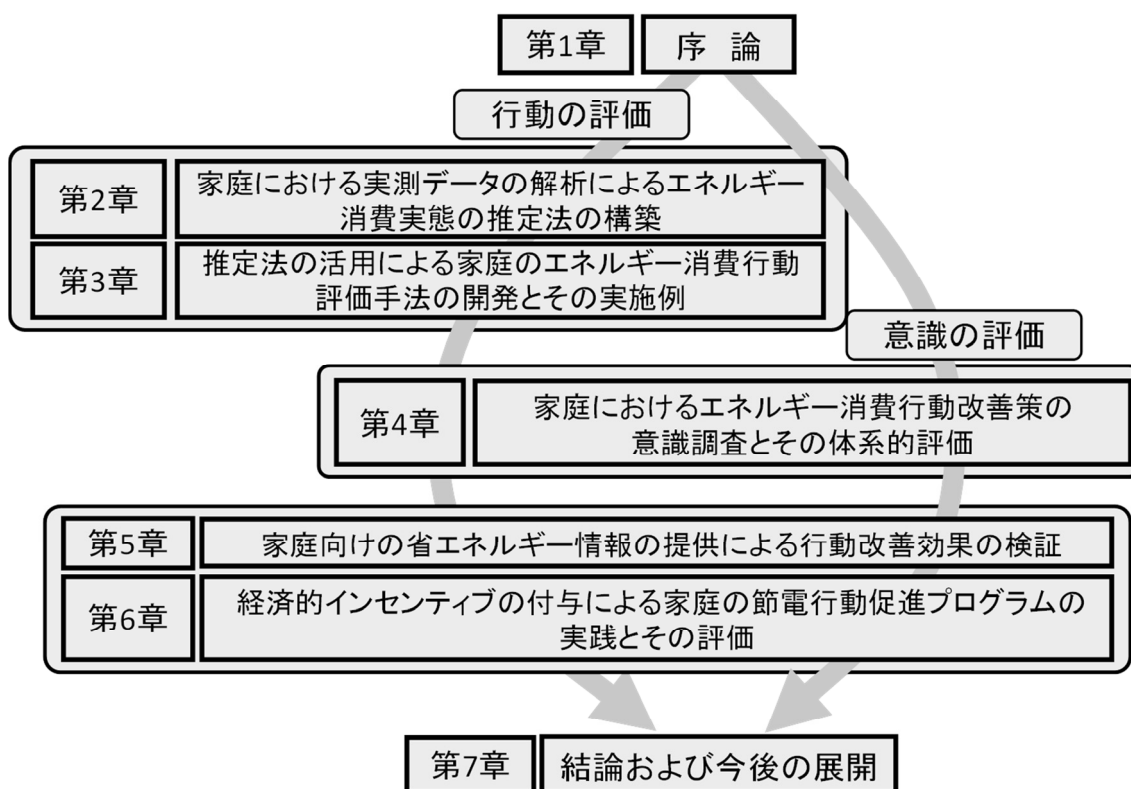 第1章 序 論
行動の評価
第2章 家庭における実測データの解析によるエネルギー
消費実態の推定法の構築
第3章 推定法の活用による家庭のエネルギー消費行動
評価手法の開発とその実施例
意識の評価
第4章 家庭におけるエネルギー消費行動改善策の
意識調査とその体系的評価
第5章 家庭向けの省エネルギー情報の提供による行動改善効果の検証
第6章 経済的インセンティブの付与による家庭の節電行動促進プログラムの
実践とその評価
第7章 結論および今後の展開